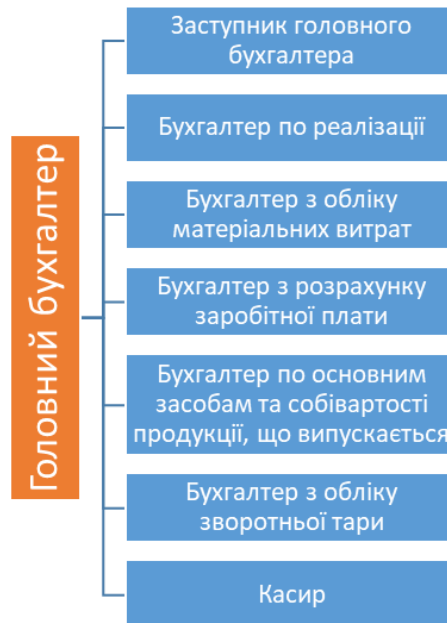 Головний бухгалтер
Заступник головного
бухгалтера
Бухгалтер по реалізації
Бухгалтер з обліку
матеріальних витрат
Бухгалтер з розрахунку
заробітної плати
Бухгалтер по основним
засобам та собівартості
продукції, що випускається
Бухгалтер з обліку
зворотньої тари
Касир